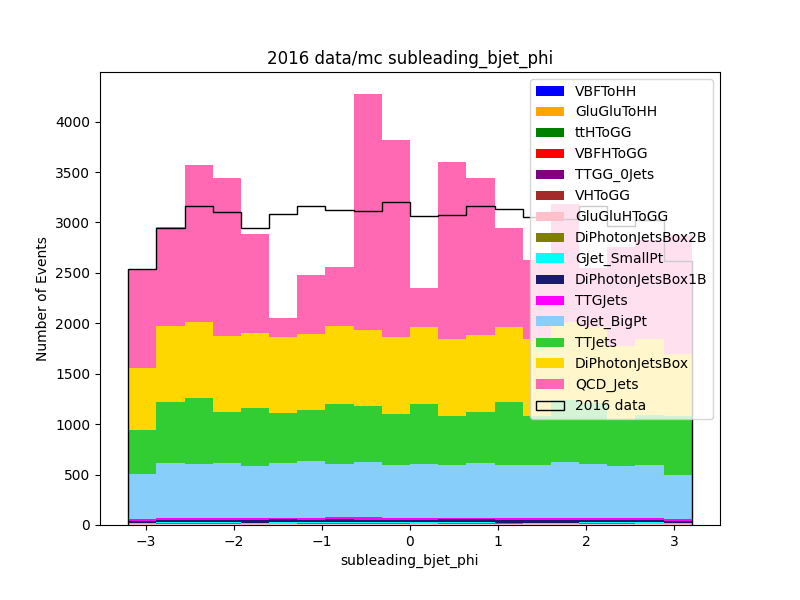 2016 data/mc subleading_bjet_phi
Number of Events
4000
3500
3000
2500
2000
1500
1000
500
0
−3
−2
−1
0
1
2
3
subleading_bjet_phi
VBFToHH
GluGluToHH
ttHToGG
VBFHToGG
TTGG_0Jets
VHToGG
GluGluHToGG
DiPhotonJetsBox2B
GJet_SmallPt
DiPhotonJetsBox1B
TTGJets
GJet_BigPt
TTJets
DiPhotonJetsBox
QCD_Jets
2016 data